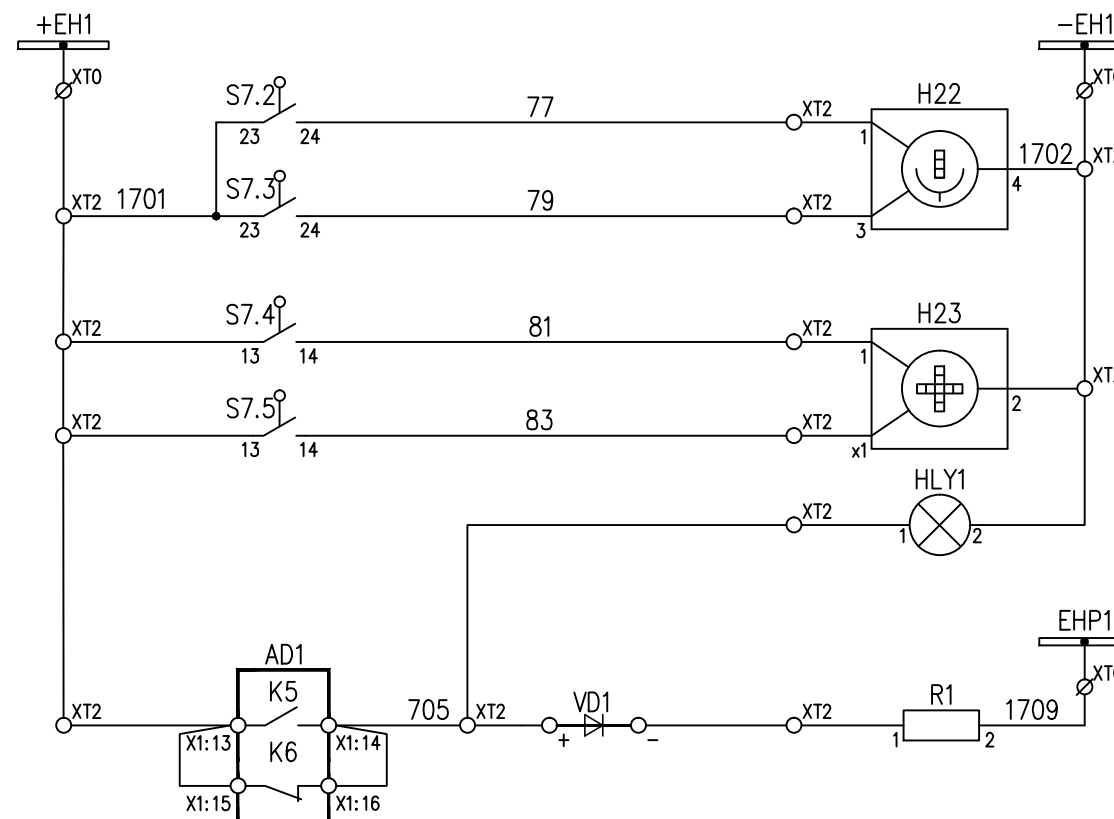 +EH1
-EH1
XT0
S7.2
77
XT2
H22
23
24
1
1702
XT2
1701
S7.3
79
XT2
4
23
24
3
XT2
S7.4
81
XT2
H23
13
14
1
XT2
S7.5
83
XT2
2
13
14
x1
HLY1
XT2
1
2
EHP1
AD1
K5
XT2
705
XT2
VD1
XT2
R1
1709
X1:13
X1:14
+
-
1
2
K6
X1:15
X1:16